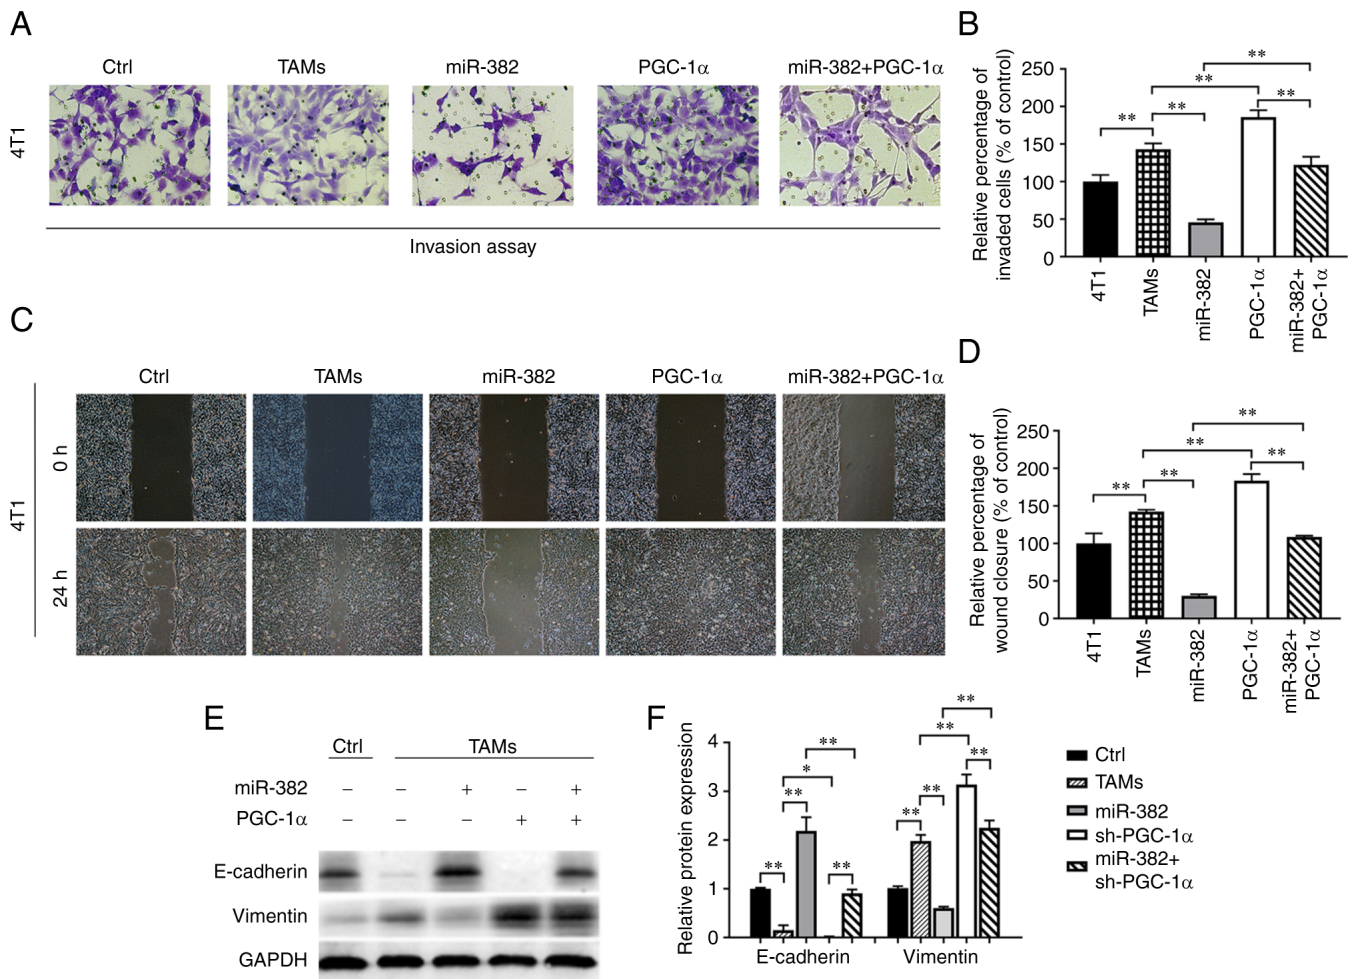 A
Ctrl TAMs miR-382 PGC-1α miR-382+PGC-1α
4T1
Invasion assay
B
Relative percentage of
invaded cells (% of control)
250
200
150
100
50
0
** ** ** ** **
4T1 TAMs miR-382 PGC-1α miR-382+
PGC-1α
C
Ctrl TAMs miR-382 PGC-1α miR-382+PGC-1α
4T1
0 h
24 h
D
Relative percentage of
wound closure (% of control)
250
200
150
100
50
0
** ** ** ** **
4T1 TAMs miR-382 PGC-1α miR-382+
PGC-1α
E
Ctrl TAMs
miR-382 − − + − +
PGC-1α − − − + +
E-cadherin
Vimentin
GAPDH
F
Relative protein expression
4
3
2
1
0
** ** * ** **
** ** ** ** **
E-cadherin Vimentin
Ctrl
TAMs
miR-382
sh-PGC-1α
miR-382+
sh-PGC-1α